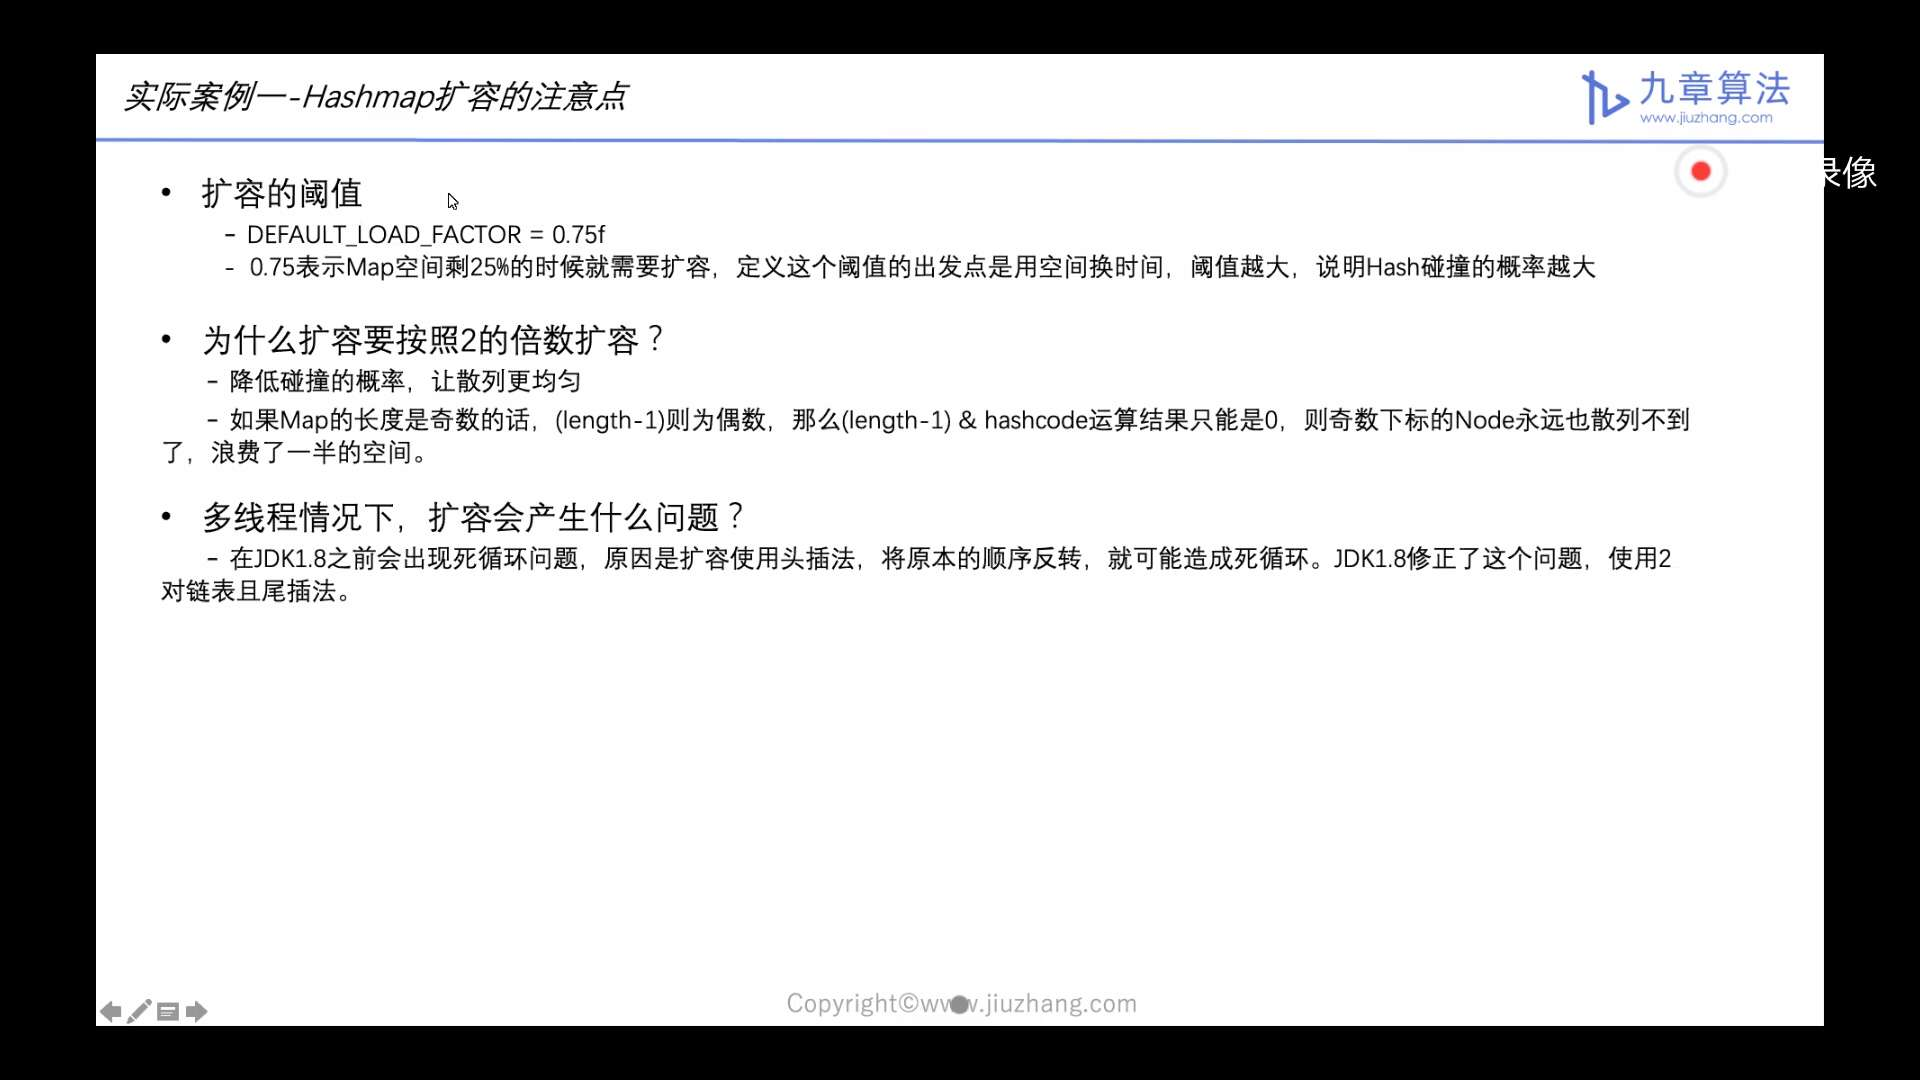 实际案例一-Hashmap扩容的注意点
九章算法
www.jiuzhang.com
录像
• 扩容的阈值
- DEFAULT_LOAD_FACTOR = 0.75f
- 0.75表示Map空间剩25%的时候就需要扩容，定义这个阈值的出发点是用空间换时间，阈值越大，说明Hash碰撞的概率越大
• 为什么扩容要按照2的倍数扩容？
- 降低碰撞的概率，让散列更均匀
- 如果Map的长度是奇数的话，(length-1)则为偶数，那么(length-1) & hashcode运算结果只能是0，则奇数下标的Node永远也散列不到
了，浪费了一半的空间。
• 多线程情况下，扩容会产生什么问题？
- 在JDK1.8之前会出现死循环问题，原因是扩容使用头插法，将原本的顺序反转，就可能造成死循环。JDK1.8修正了这个问题，使用2
对链表且尾插法。
Copyright©www.jiuzhang.com